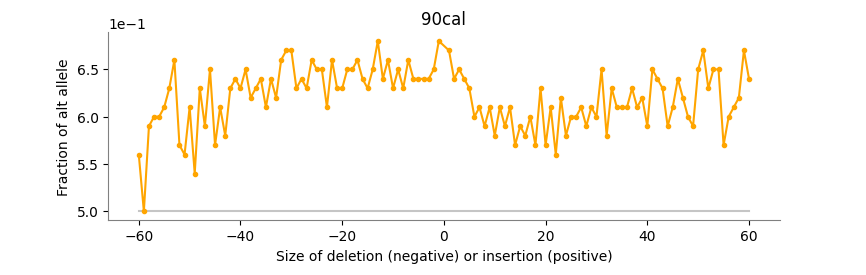 90cal
1e−1
Fraction of alt allele
6.5
6.0
5.5
5.0
−60 −40 −20 0 20 40 60
Size of deletion (negative) or insertion (positive)